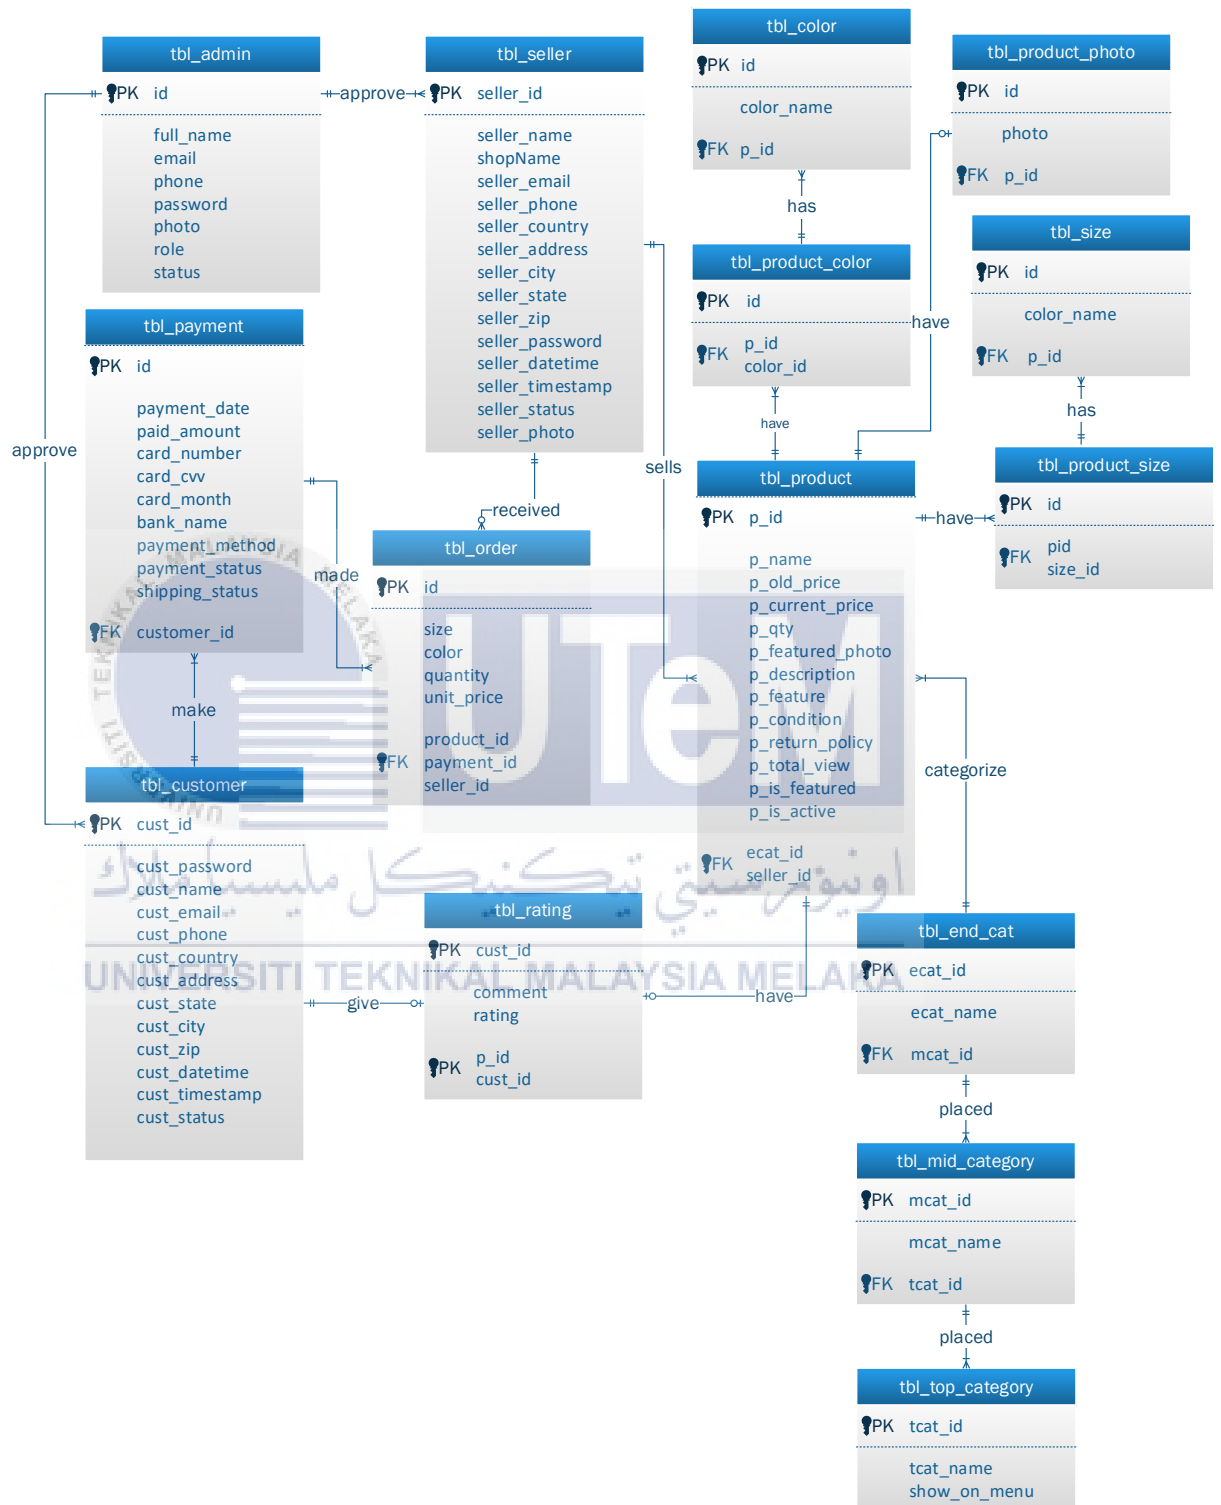 tbl_admin
PK id
full_name
email
phone
password
photo
role
status
approve
tbl_seller
PK seller_id
seller_name
shopName
seller_email
seller_phone
seller_country
seller_address
seller_city
seller_state
seller_zip
seller_password
seller_datetime
seller_timestamp
seller_status
seller_photo
tbl_color
PK id
color_name
FK p_id
has
tbl_product_photo
PK id
photo
FK p_id
have
tbl_product_color
PK id
FK p_id
color_id
have
tbl_size
PK id
color_name
FK p_id
has
tbl_product_size
PK id
FK pid
size_id
have
tbl_payment
PK id
payment_date
paid_amount
card_number
card_cvv
card_month
bank_name
payment_method
payment_status
shipping_status
FK customer_id
approve
made
make
received
sells
tbl_order
PK id
size
color
quantity
unit_price
product_id
FK payment_id
seller_id
tbl_product
PK p_id
p_name
p_old_price
p_current_price
p_qty
p_featured_photo
p_description
p_feature
p_condition
p_return_policy
p_total_view
p_is_featured
p_is_active
FK ecat_id
seller_id
categorize
tbl_customer
PK cust_id
cust_password
cust_name
cust_email
cust_phone
cust_country
cust_address
cust_state
cust_city
cust_zip
cust_datetime
cust_timestamp
cust_status
give
tbl_rating
PK cust_id
comment
rating
PK p_id
cust_id
have
tbl_end_cat
PK ecat_id
ecat_name
FK mcat_id
placed
tbl_mid_category
PK mcat_id
mcat_name
FK tcat_id
placed
tbl_top_category
PK tcat_id
tcat_name
show_on_menu
UNIVERSITI TEKNIKAL MALAYSIA MELAKA
UTeM
اونيورسيتي تيكنيكل مليسيا ملاك
UNIVERSITI TEKNIKAL MALAYSIA MELAKA